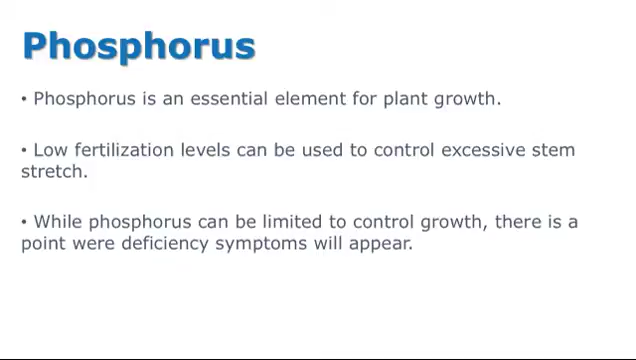 Phosphorus
• Phosphorus is an essential element for plant growth.
• Low fertilization levels can be used to control excessive stem
stretch.
• While phosphorus can be limited to control growth, there is a
point were deficiency symptoms will appear.